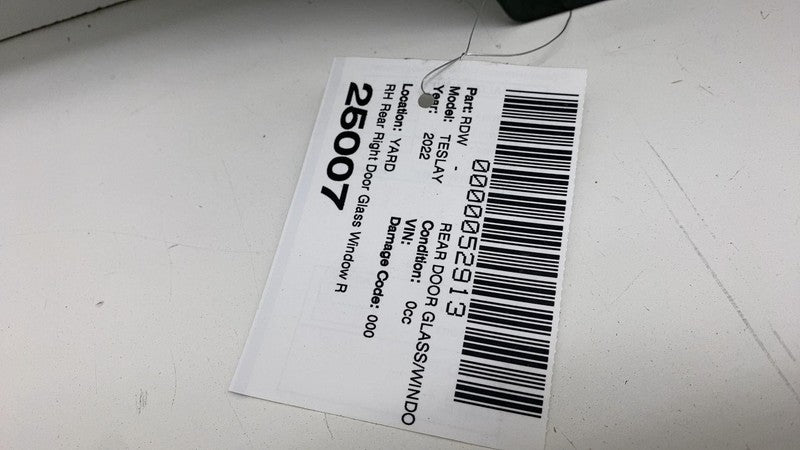 0000052913
Part: RDW - REAR DOOR GLASS/WINDO
Model: TESLAY Condition: 0cc
Year: 2022 VIN:
Damage Code: 000
Location: YARD
RH Rear Right Door Glass Window R
25007